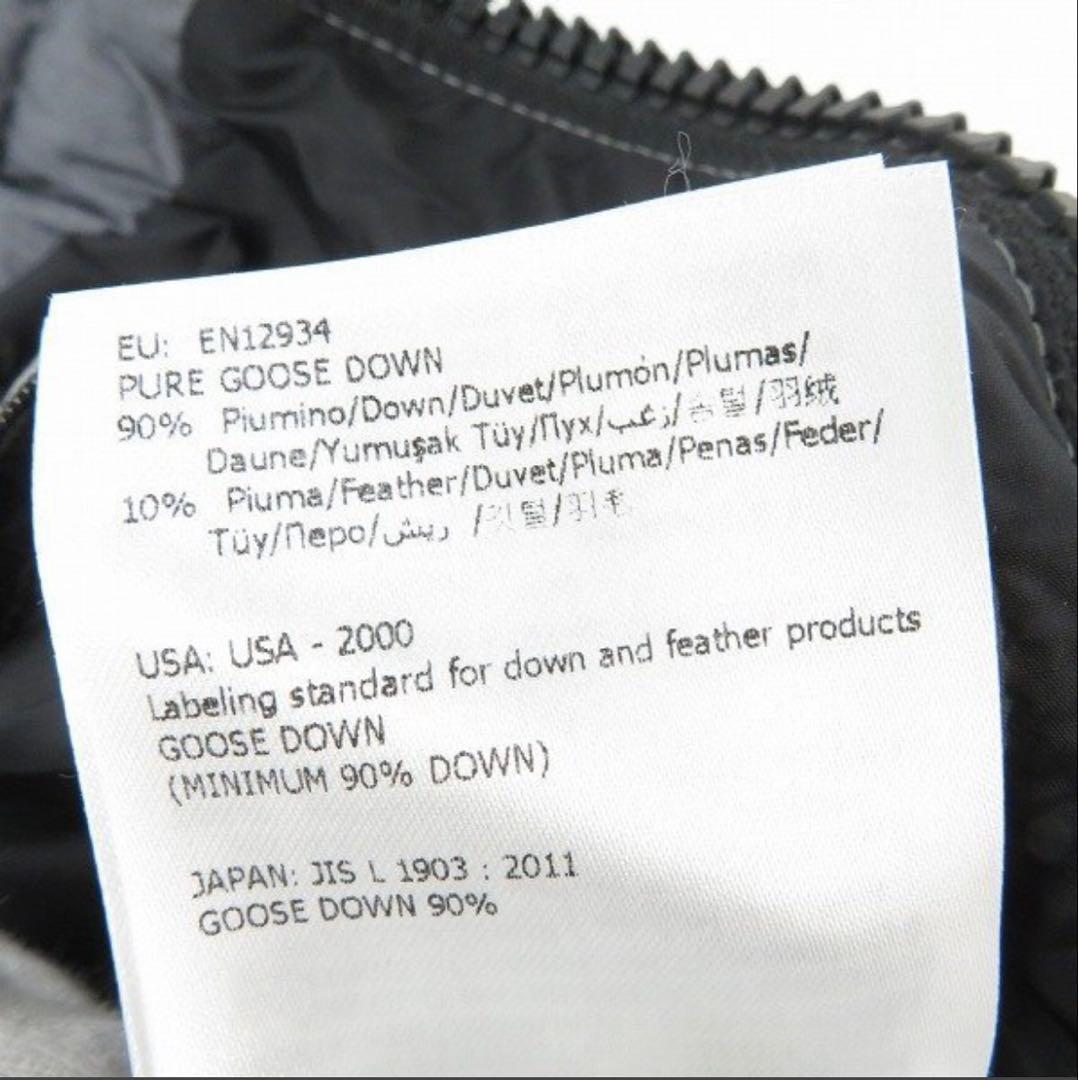 EU: EN12934
PURE GOOSE DOWN
90% Piumino/Down/Duvet/Plumón/Plumas/
Daune/Yumuşak Tüy/Пух/زغب/솜털/羽绒
10% Piuma/Feather/Duvet/Pluma/Penas/Feder/
Tüy/Перо/ريش /깃털/羽毛
USA: USA - 2000
Labeling standard for down and feather products
GOOSE DOWN
(MINIMUM 90% DOWN)
JAPAN: JIS L 1903 : 2011
GOOSE DOWN 90%